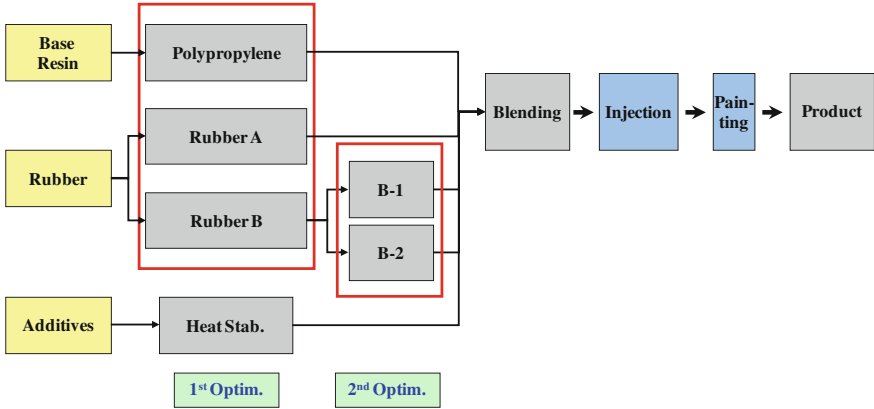 Base
Resin
Polypropylene
Rubber
Rubber A
Rubber B
B-1
B-2
Additives
Heat Stab.
Blending
Injection
Pain-
ting
Product
1st Optim.
2nd Optim.